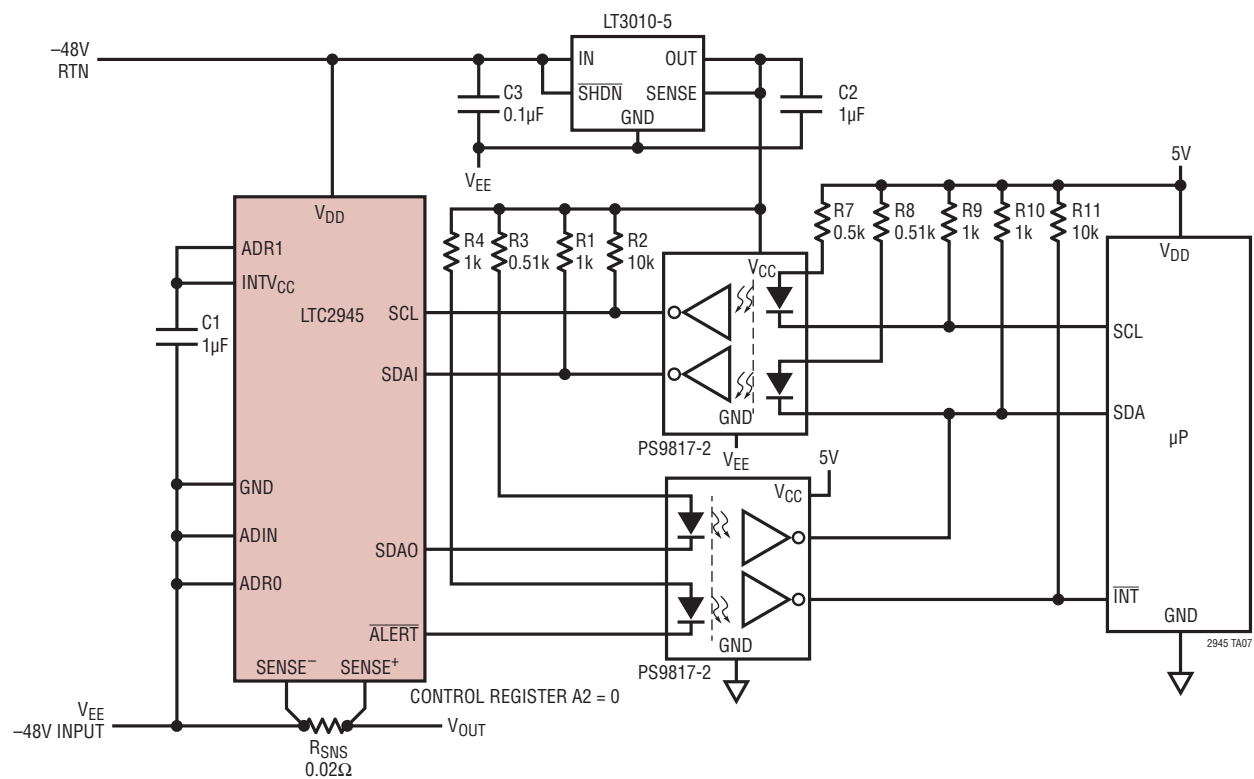 LT3010-5
–48V
RTN
IN
OUT
SHDN
SENSE
GND
C3
0.1µF
C2
1µF
VEE
5V
VDD
R4
1k
R3
0.51k
R1
1k
R2
10k
R7
0.5k
R8
0.51k
R9
1k
R10
1k
R11
10k
ADR1
INTVCC
C1
1µF
LTC2945
SCL
SDAI
VCC
GND
PS9817-2
VEE
VDD
SCL
SDA
µP
5V
GND
ADIN
ADR0
SDAO
ALERT
VCC
GND
PS9817-2
INT
GND
2945 TA07
SENSE–
SENSE+
CONTROL REGISTER A2 = 0
VEE
–48V INPUT
VOUT
RSNS
0.02Ω